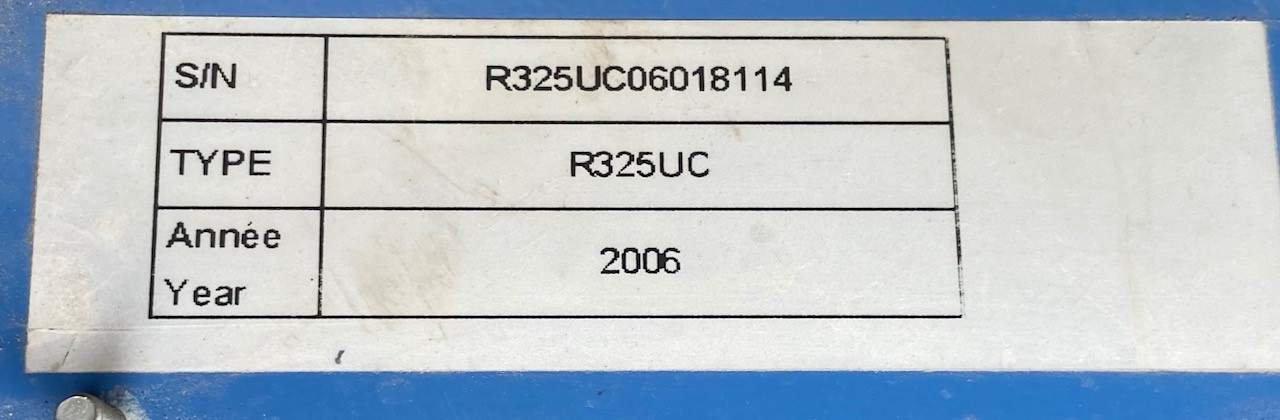 S/N R325UC06018114
TYPE R325UC
Année
Year 2006